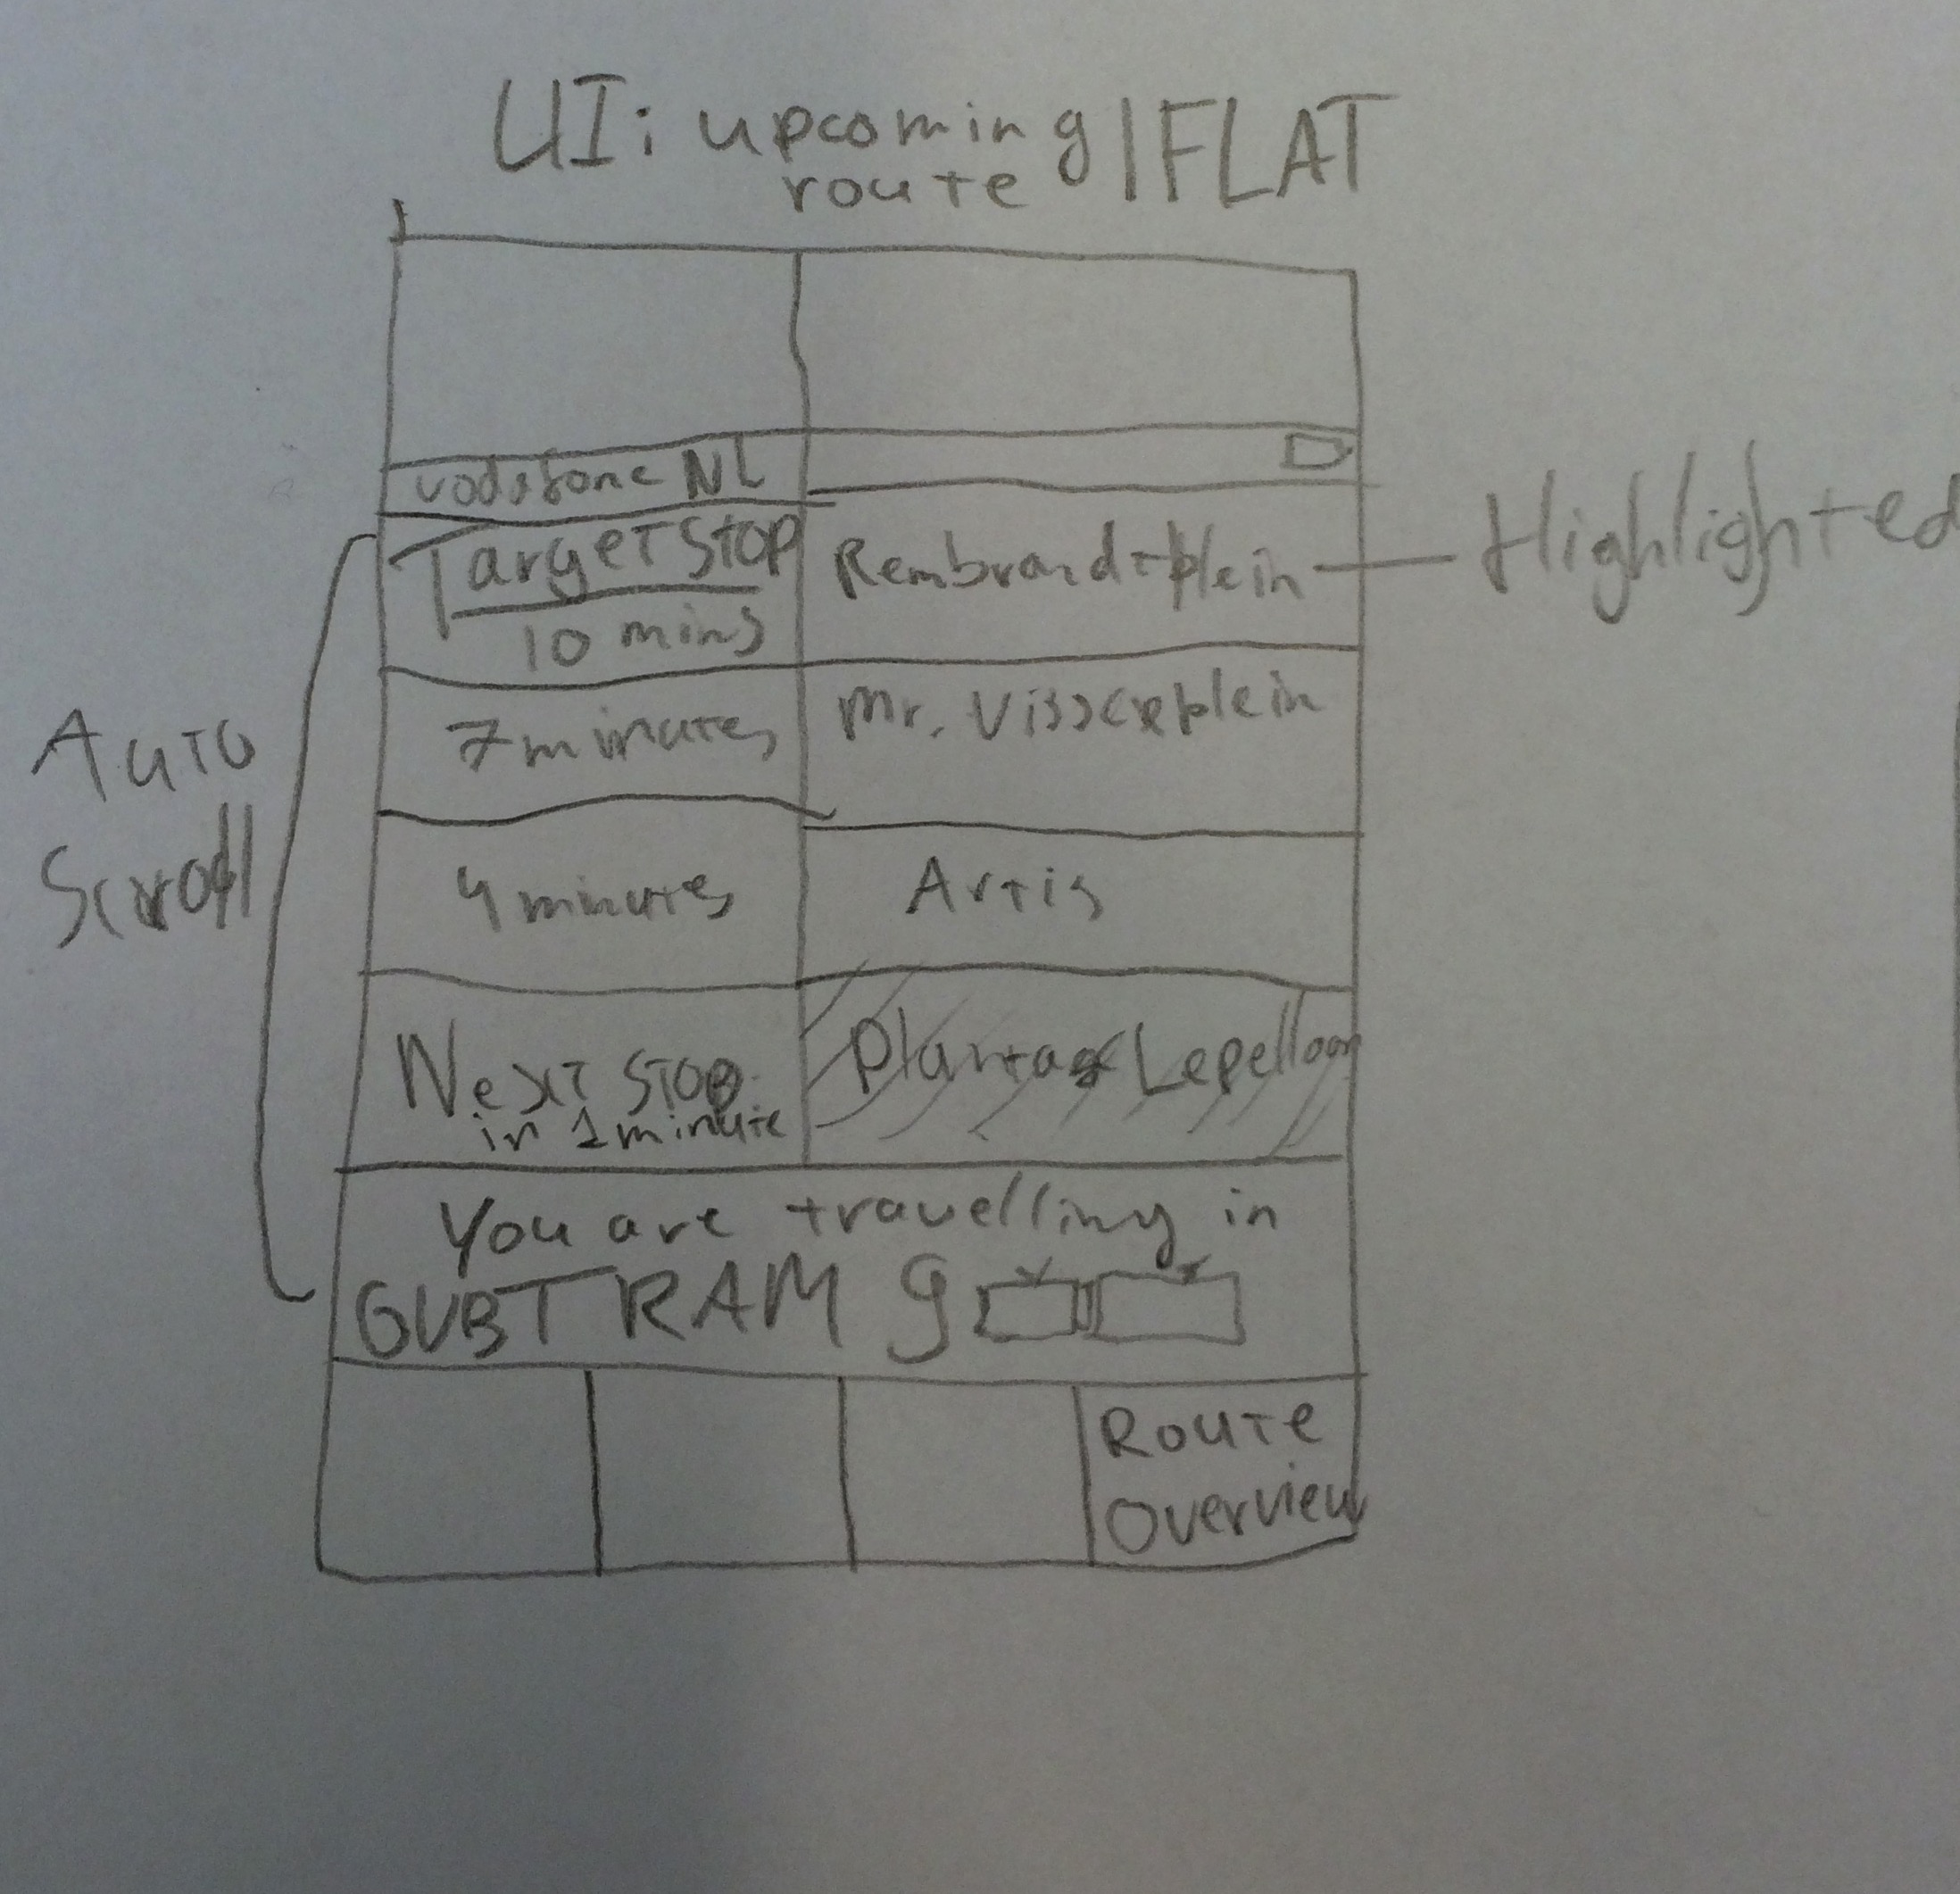 UI: upcoming | FLAT
route
vodafone NL
Target Stop
10 mins
Rembrandtplein
Highlighted
7 minutes
Mr. Visserplein
Auto
Scroll
4 minutes
Artis
Next stop
in 1 minute
Plantage Lepellaan
You are travelling in
GVB TRAM 9
Route
Overview